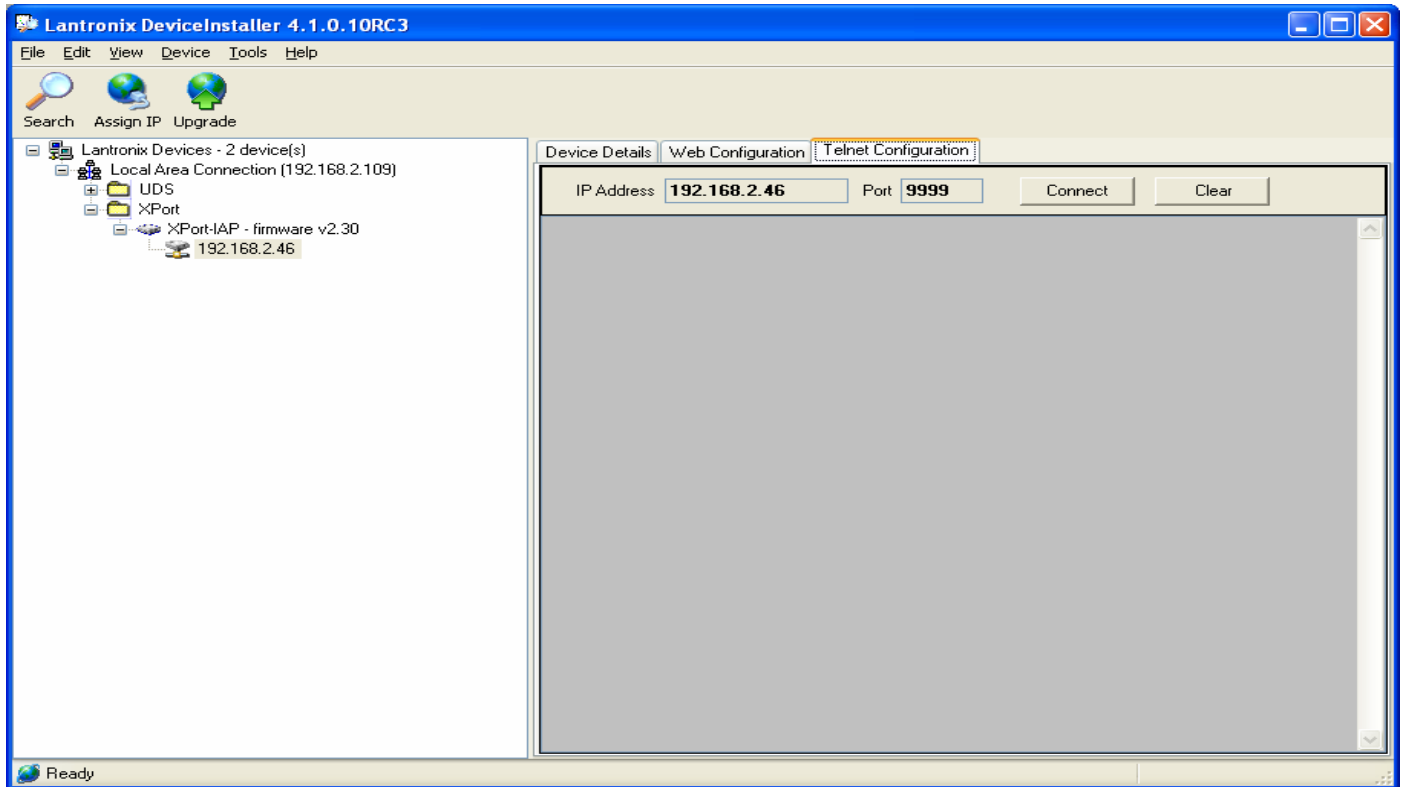 Lantronix DeviceInstaller 4.1.0.10RC3
File Edit View Device Tools Help
Search Assign IP Upgrade
Lantronix Devices - 2 device(s)
Local Area Connection (192.168.2.109)
UDS
XPort
XPort-IAP - firmware v2.30
192.168.2.46
Device Details Web Configuration Telnet Configuration
IP Address 192.168.2.46 Port 9999 Connect Clear
Ready